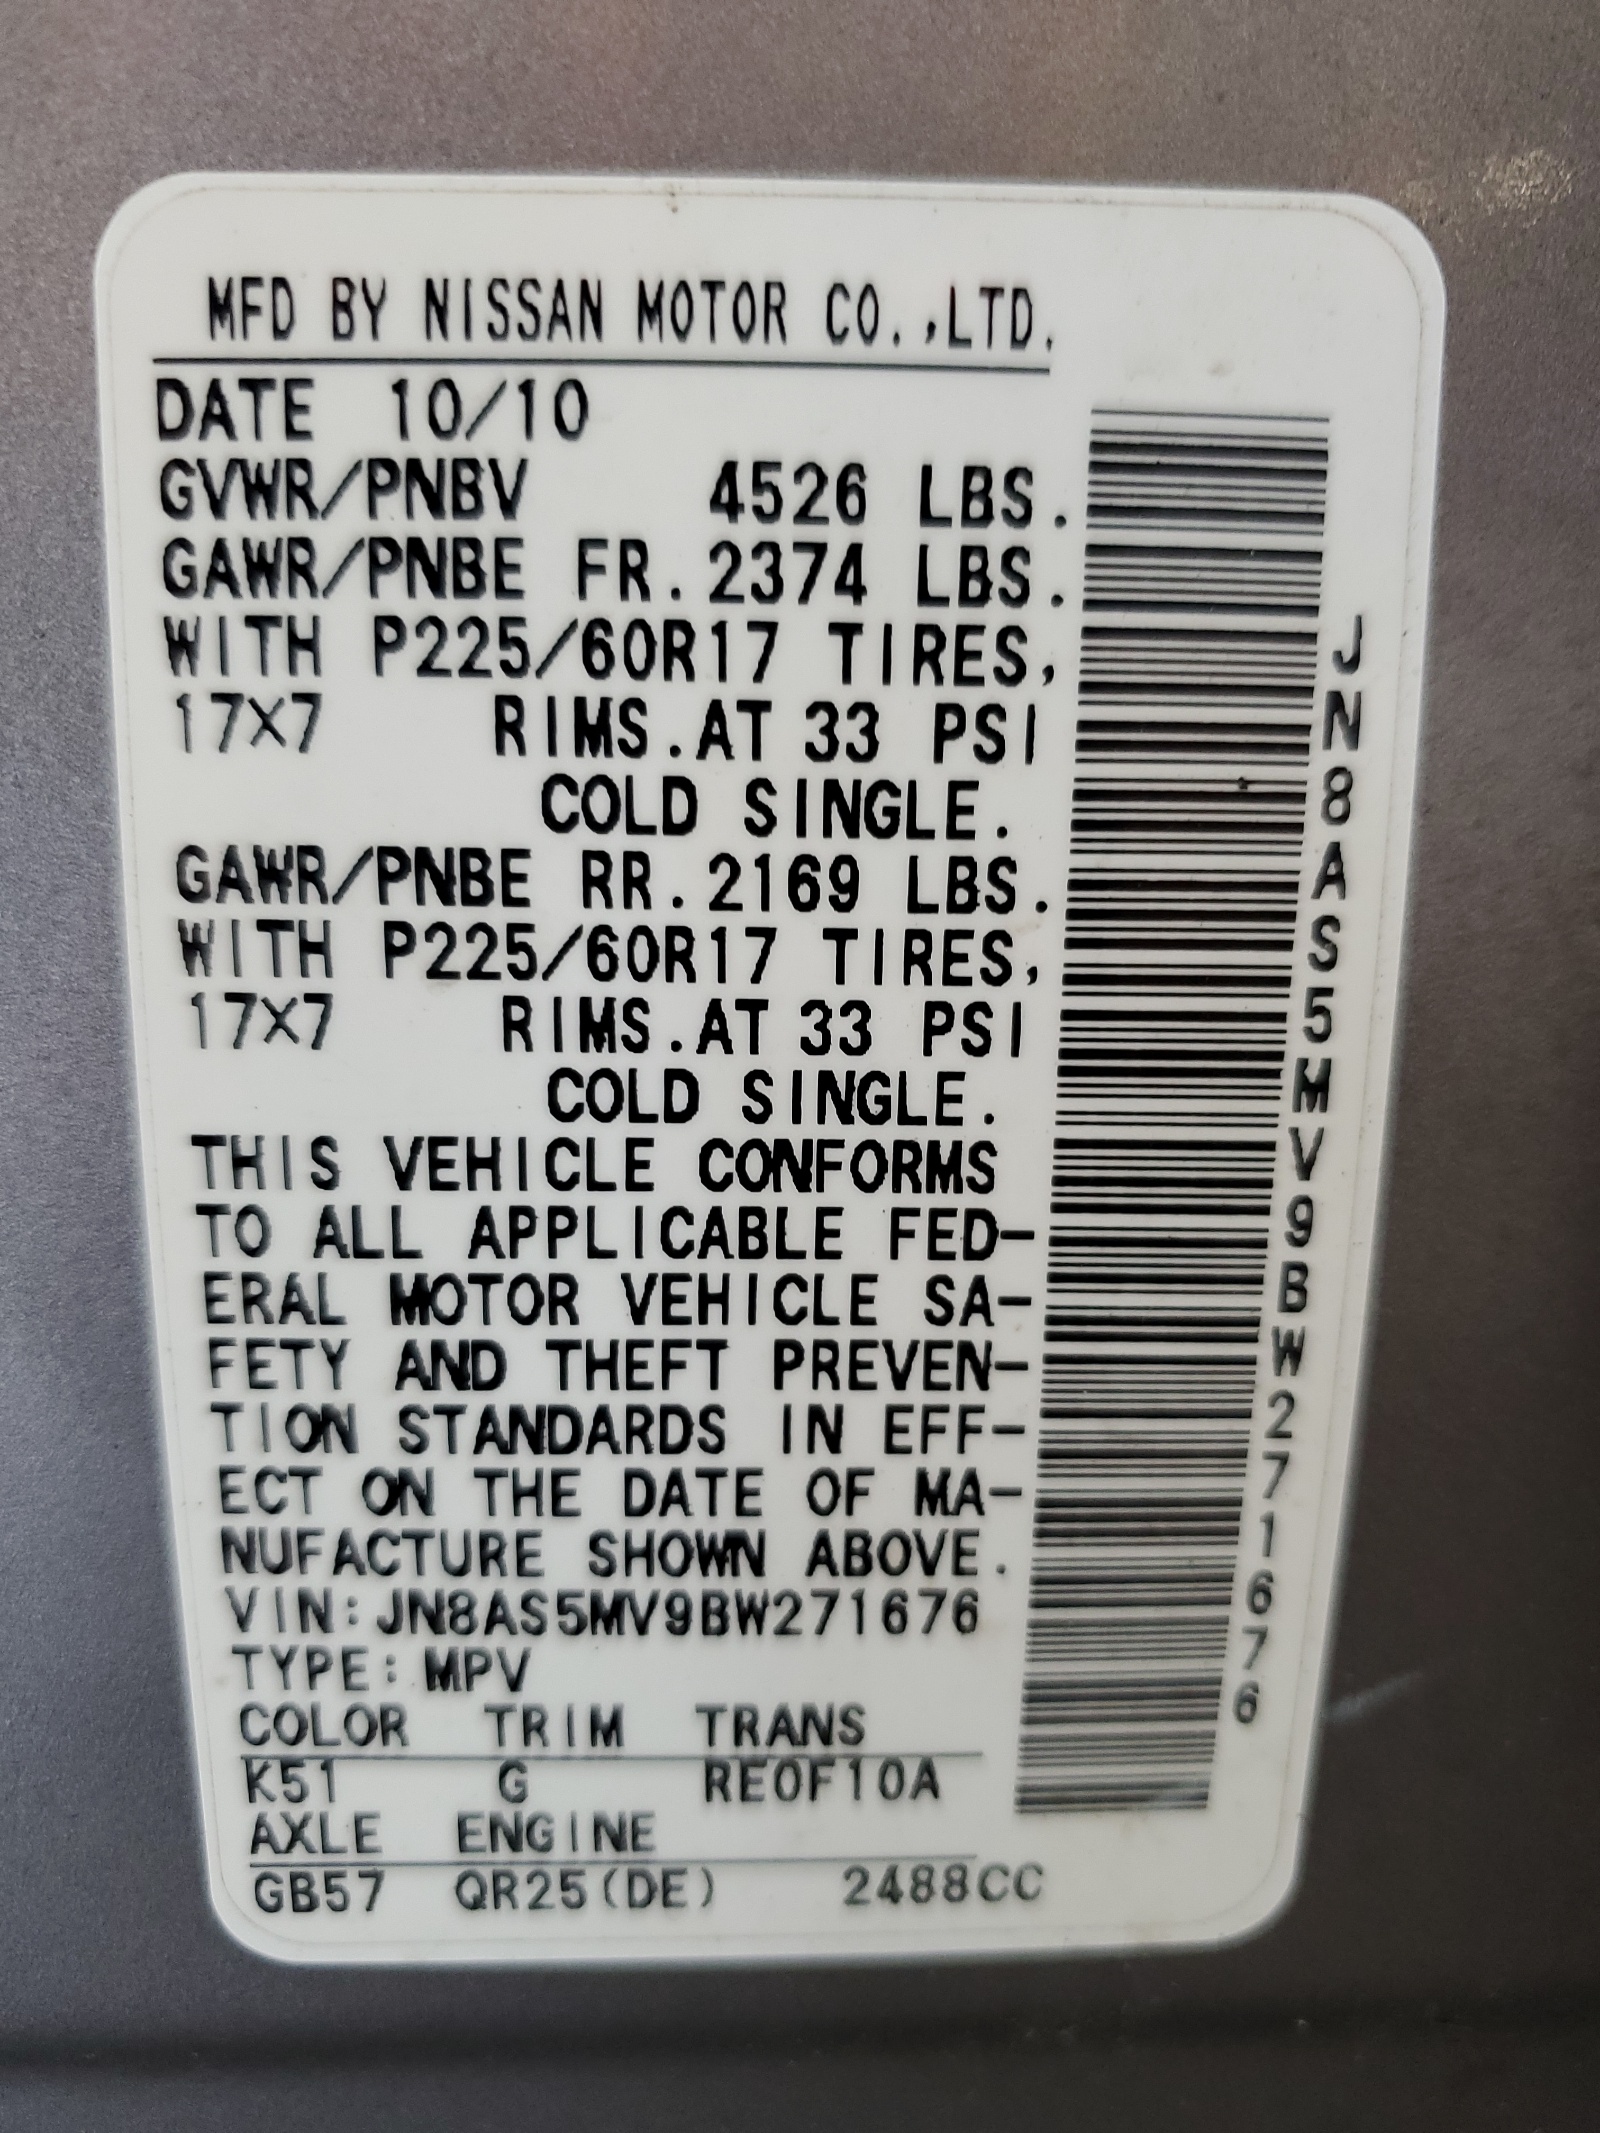 MFD BY NISSAN MOTOR CO.,LTD.
DATE 10/10
GVWR/PNBV 4526 LBS.
GAWR/PNBE FR.2374 LBS.
WITH P225/60R17 TIRES,
17X7 RIMS.AT 33 PSI
COLD SINGLE.
GAWR/PNBE RR.2169 LBS.
WITH P225/60R17 TIRES,
17X7 RIMS.AT 33 PSI
COLD SINGLE.
THIS VEHICLE CONFORMS
TO ALL APPLICABLE FED-
ERAL MOTOR VEHICLE SA-
FETY AND THEFT PREVEN-
TION STANDARDS IN EFF-
ECT ON THE DATE OF MA-
NUFACTURE SHOWN ABOVE.
VIN:JN8AS5MV9BW271676
TYPE:MPV
COLOR TRIM TRANS
K51 G RE0F10A
AXLE ENGINE
GB57 QR25(DE) 2488CC
JN8AS5MV9BW271676